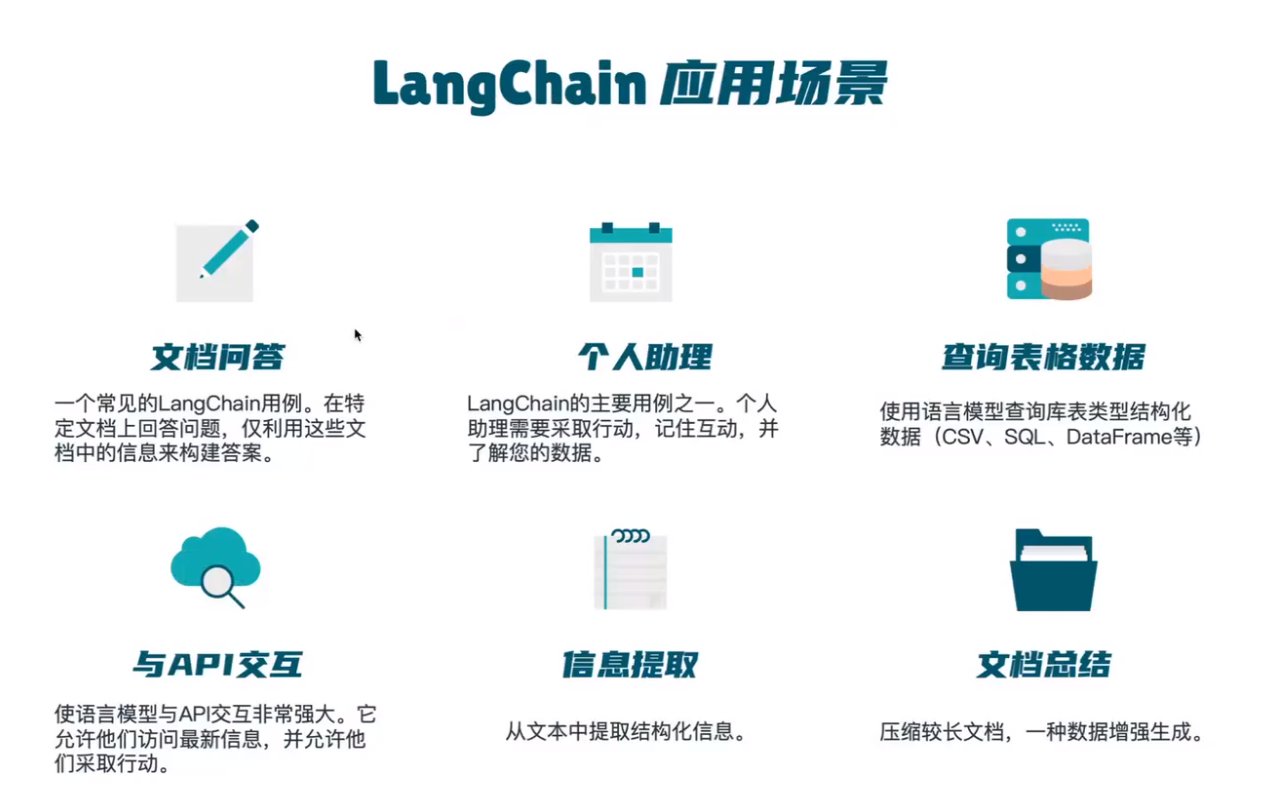 LangChain 应用场景
文档问答
一个常见的LangChain用例。在特
定文档上回答问题，仅利用这些文
档中的信息来构建答案。
个人助理
LangChain的主要用例之一。个人
助理需要采取行动，记住互动，并
了解您的数据。
查询表格数据
使用语言模型查询库表类型结构化
数据（CSV、SQL、DataFrame等）
与API交互
使语言模型与API交互非常强大。它
允许他们访问最新信息，并允许他
们采取行动。
信息提取
从文本中提取结构化信息。
文档总结
压缩较长文档，一种数据增强生成。